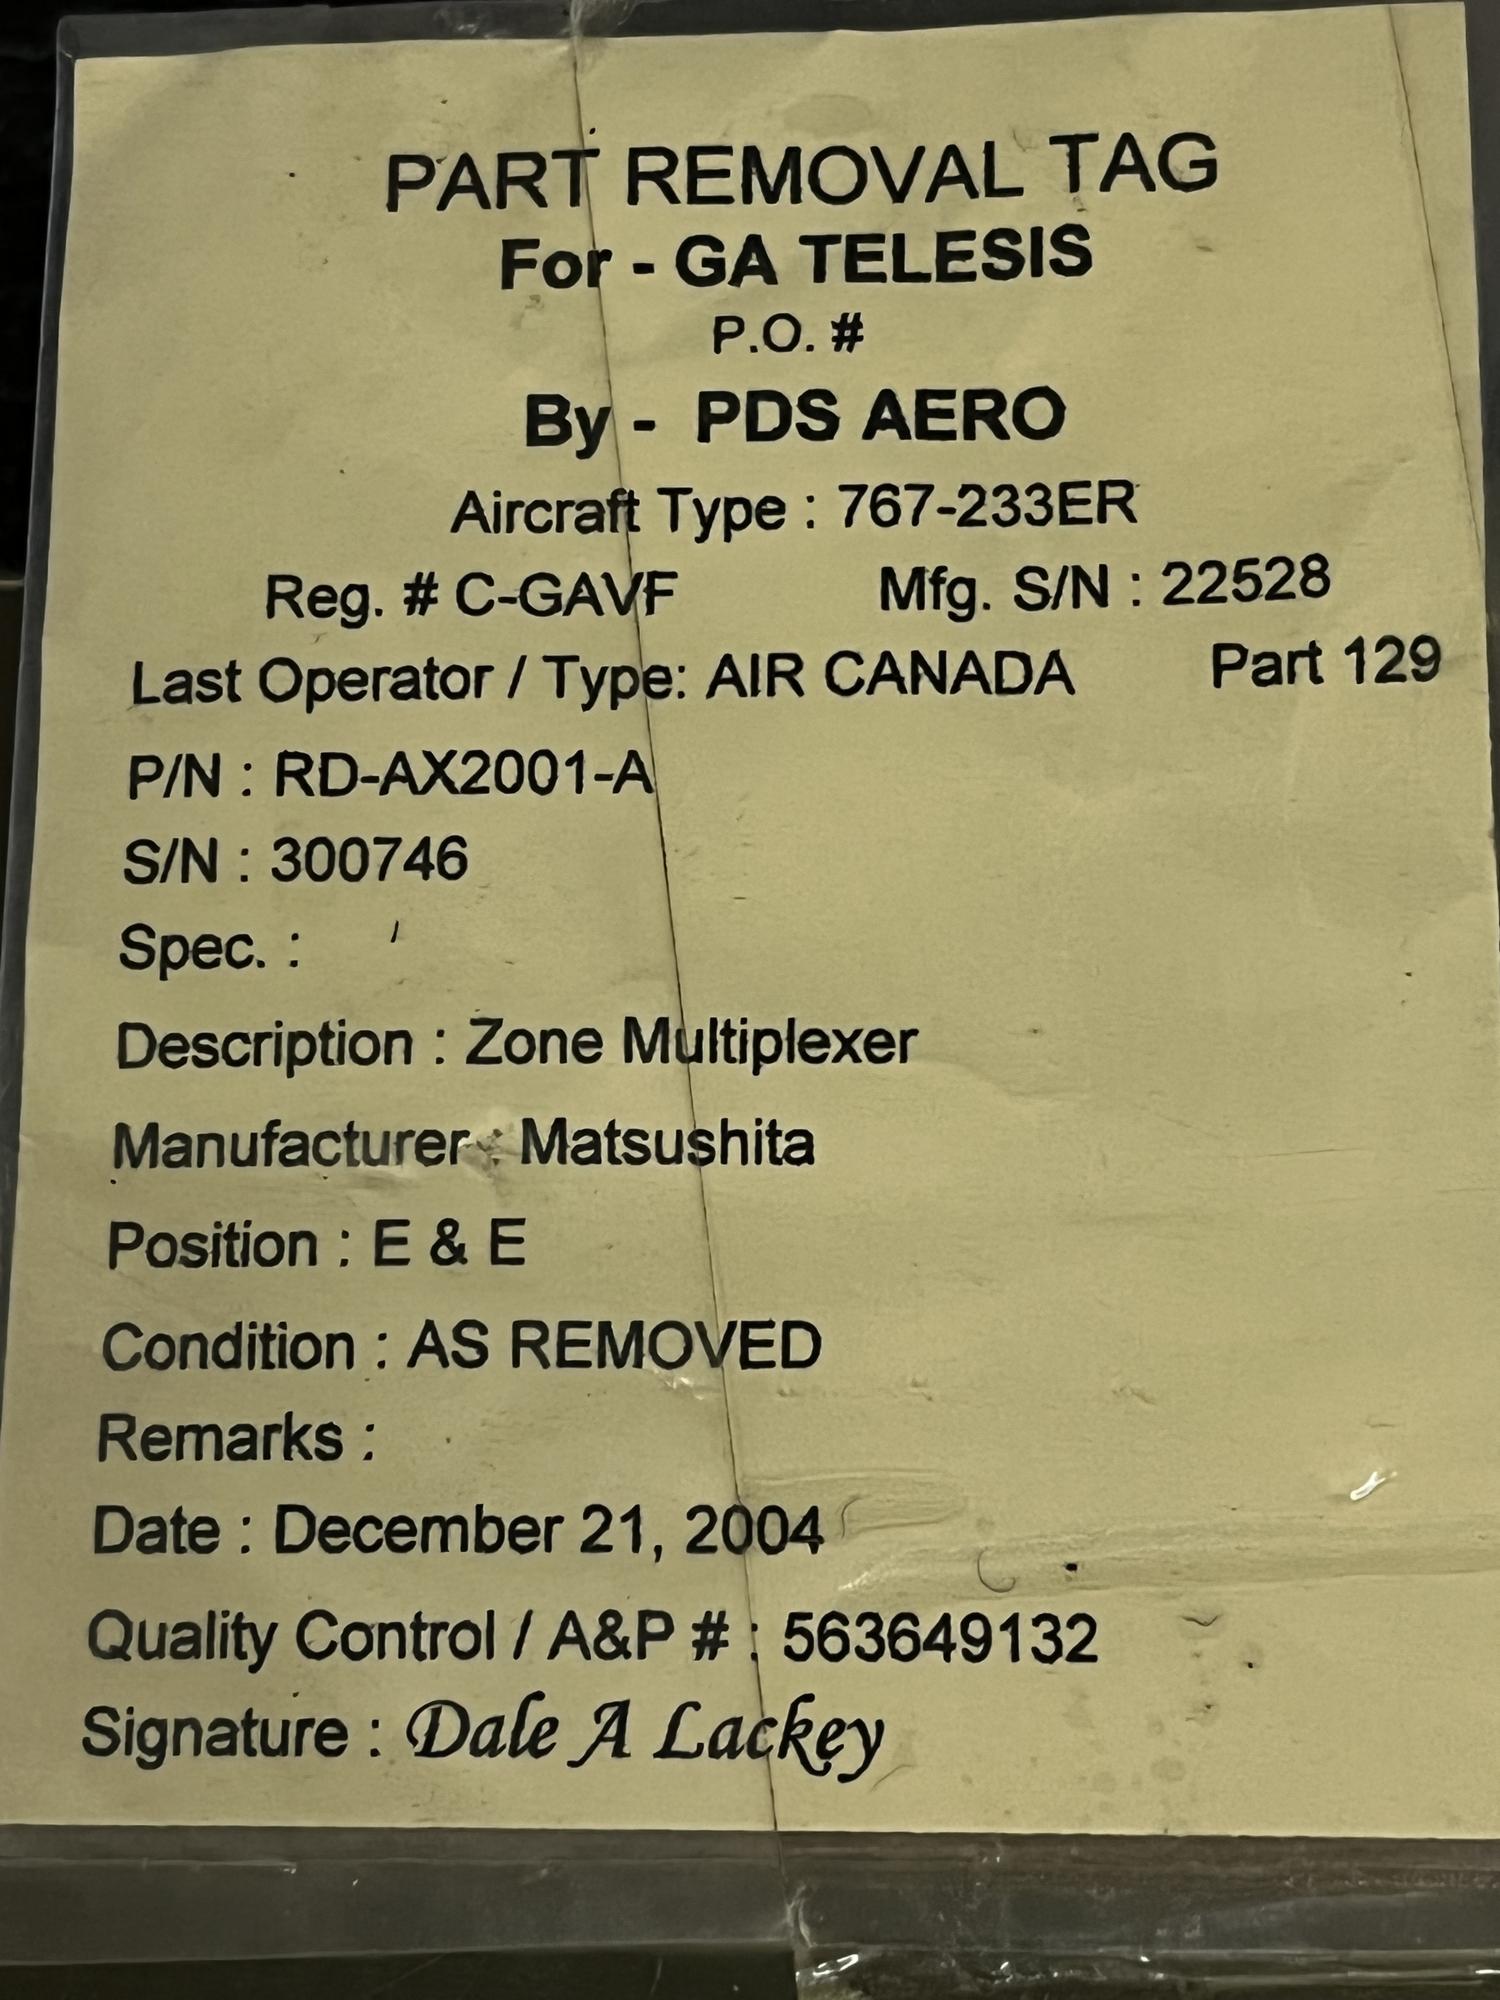 PART REMOVAL TAG
For - GA TELESIS
P.O. #
By - PDS AERO
Aircraft Type : 767-233ER
Reg. # C-GAVF Mfg. S/N : 22528
Last Operator / Type: AIR CANADA Part 129
P/N : RD-AX2001-A
S/N : 300746
Spec. :
Description : Zone Multiplexer
Manufacturer : Matsushita
Position : E & E
Condition : AS REMOVED
Remarks :
Date : December 21, 2004
Quality Control / A&P # : 563649132
Signature : Dale A Lackey